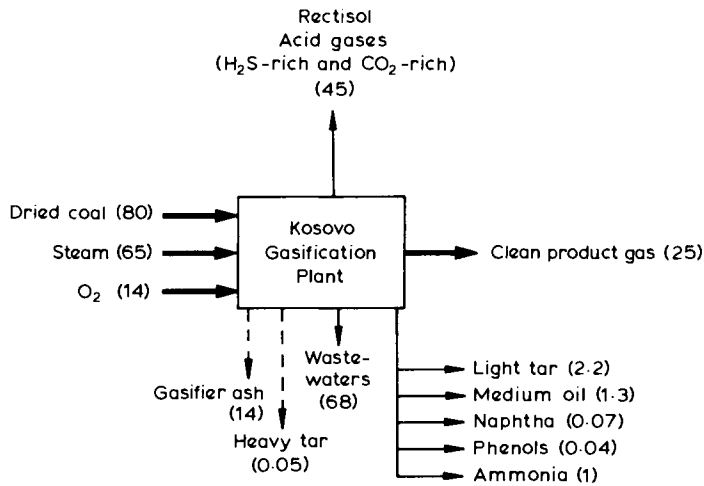 Rectisol
Acid gases
(H₂S-rich and CO₂-rich)
(45)
Dried coal (80)
Steam (65)
O₂ (14)
Kosovo
Gasification
Plant
Clean product gas (25)
Gasifier ash
(14)
Heavy tar
(0·05)
Waste-
waters
(68)
Light tar (2·2)
Medium oil (1·3)
Naphtha (0·07)
Phenols (0·04)
Ammonia (1)